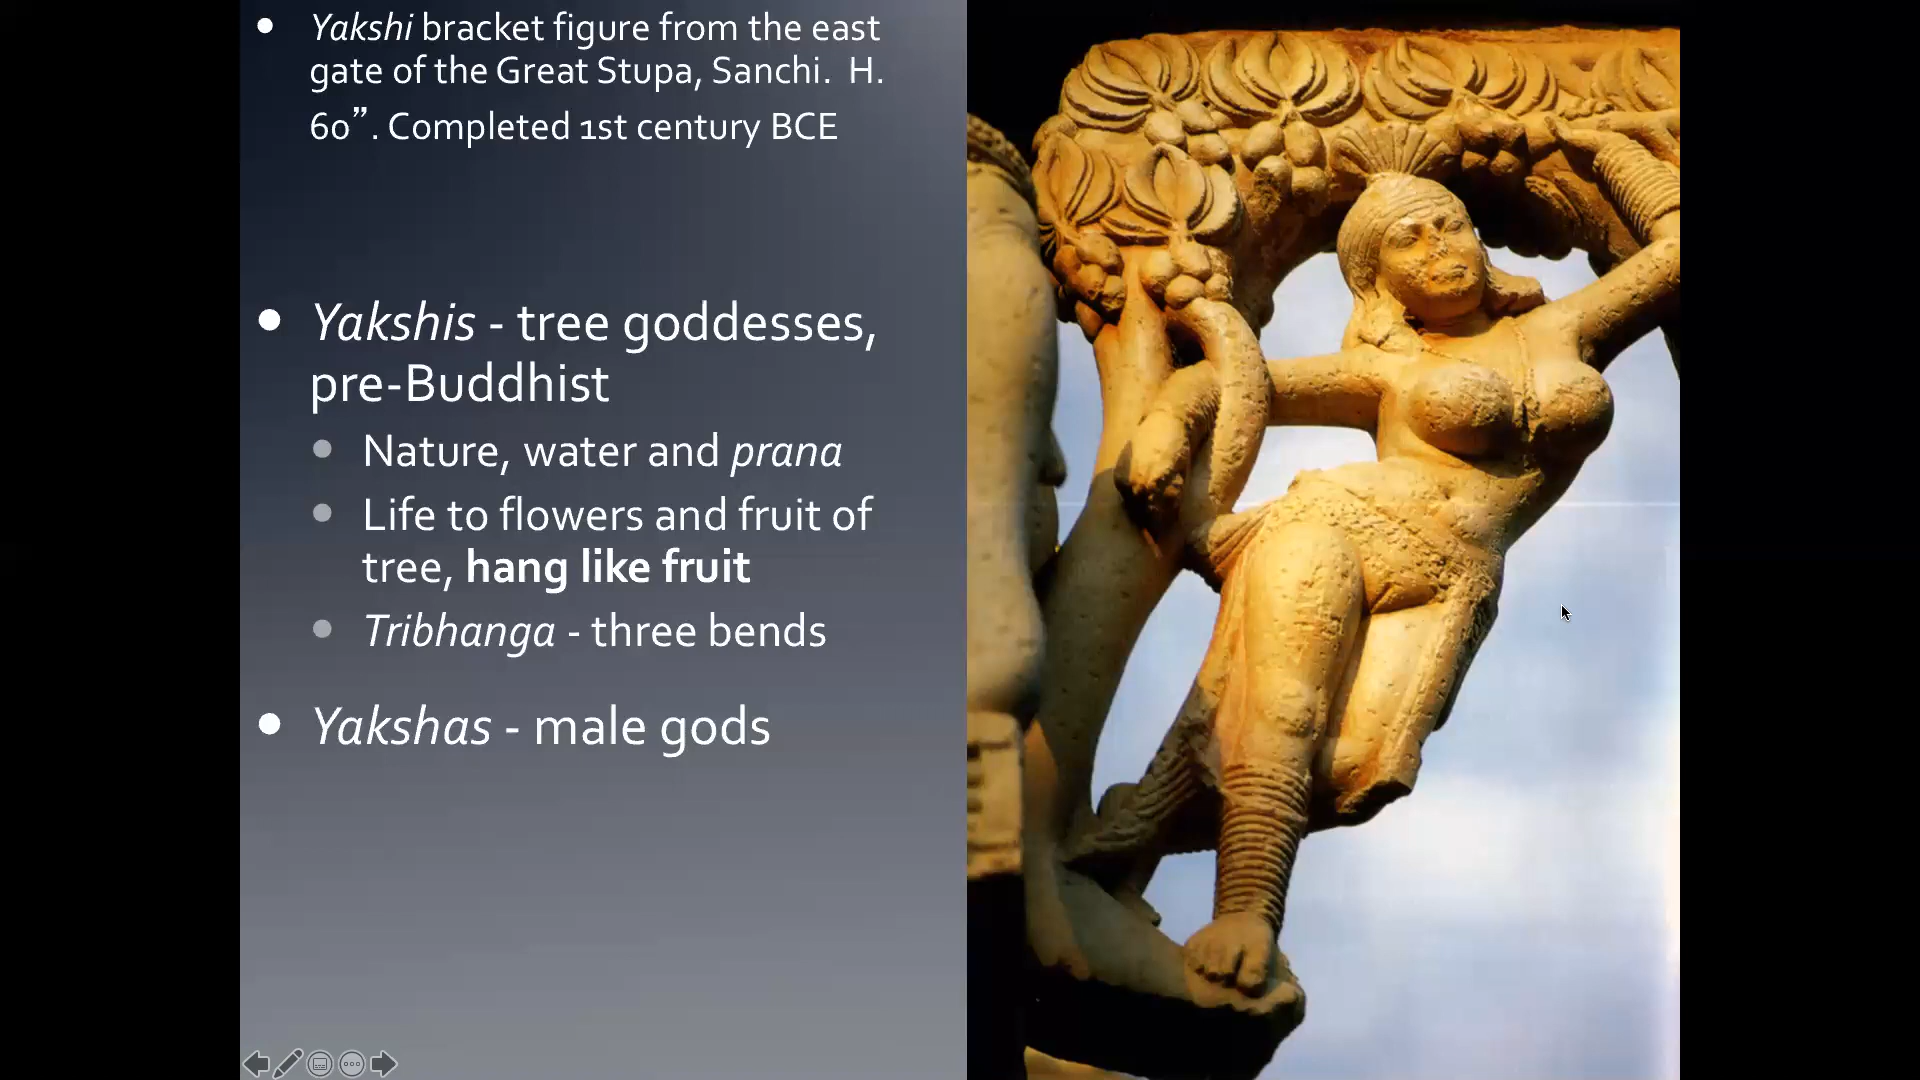 Yakshi bracket figure from the east
gate of the Great Stupa, Sanchi. H.
60”. Completed 1st century BCE
Yakshis - tree goddesses,
pre-Buddhist
Nature, water and prana
Life to flowers and fruit of
tree, hang like fruit
Tribhanga - three bends
Yakshas - male gods